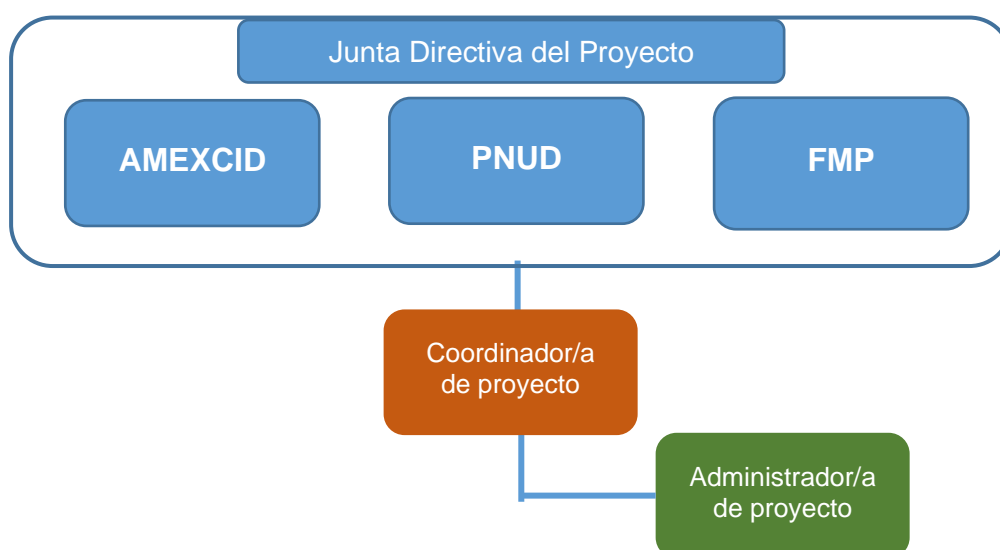 Junta Directiva del Proyecto
AMEXCID
PNUD
FMP
Coordinador/a
de proyecto
Administrador/a
de proyecto